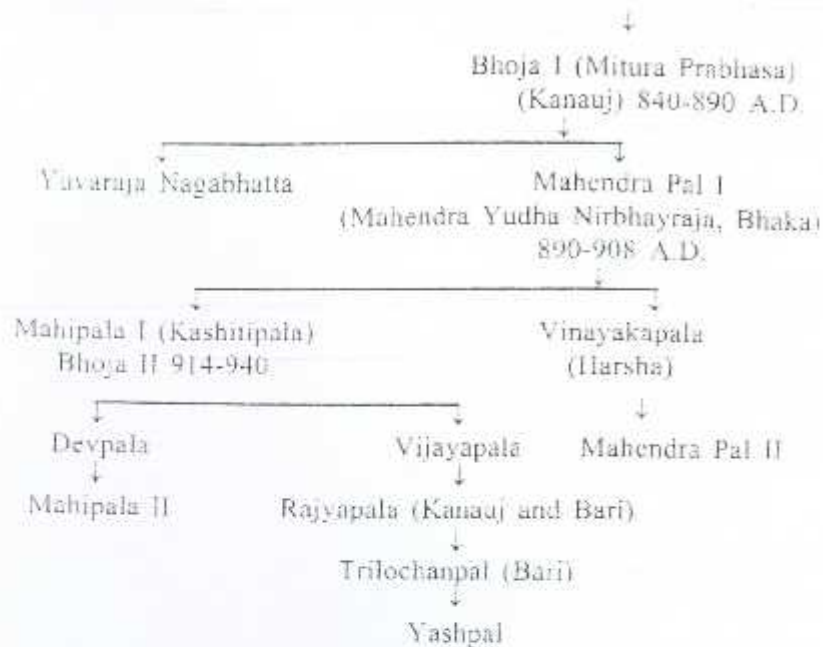 Bhoja I (Mitura Prabhasa)
(Kanauj) 840-890 A.D.
Yuvaraja Nagabhatta
Mahendra Pal I
(Mahendra Yudha Nirbhayraja, Bhaka)
890-908 A.D.
Mahipala I (Kashitipala)
Bhoja II 914-940
Vinayakapala
(Harsha)
Devpala
Vijayapala
Mahendra Pal II
Mahipala II
Rajyapala (Kanauj and Bari)
Trilochanpal (Bari)
Yashpal